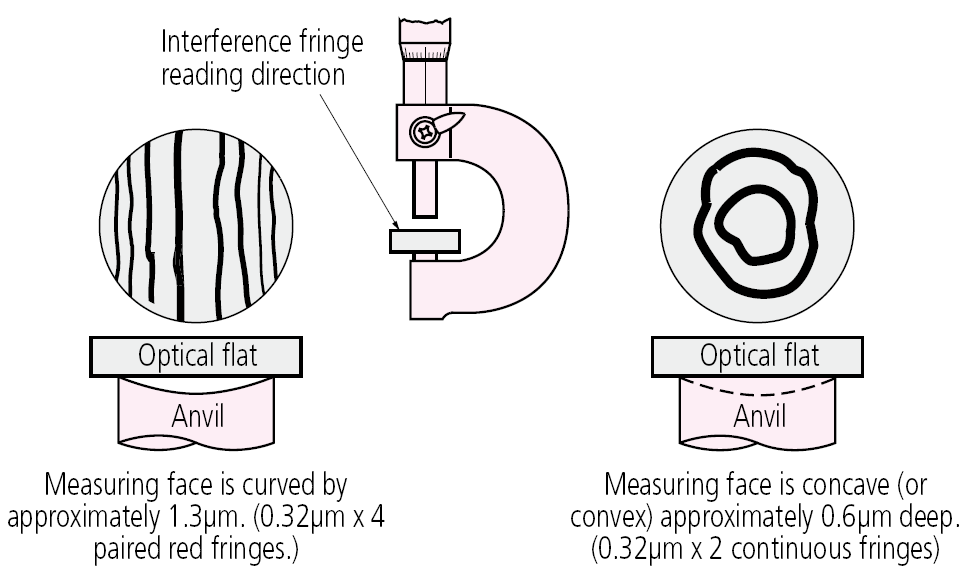 Interference fringe
reading direction
Optical flat
Anvil
Measuring face is curved by
approximately 1.3µm. (0.32µm x 4
paired red fringes.)
Optical flat
Anvil
Measuring face is concave (or
convex) approximately 0.6µm deep.
(0.32µm x 2 continuous fringes)